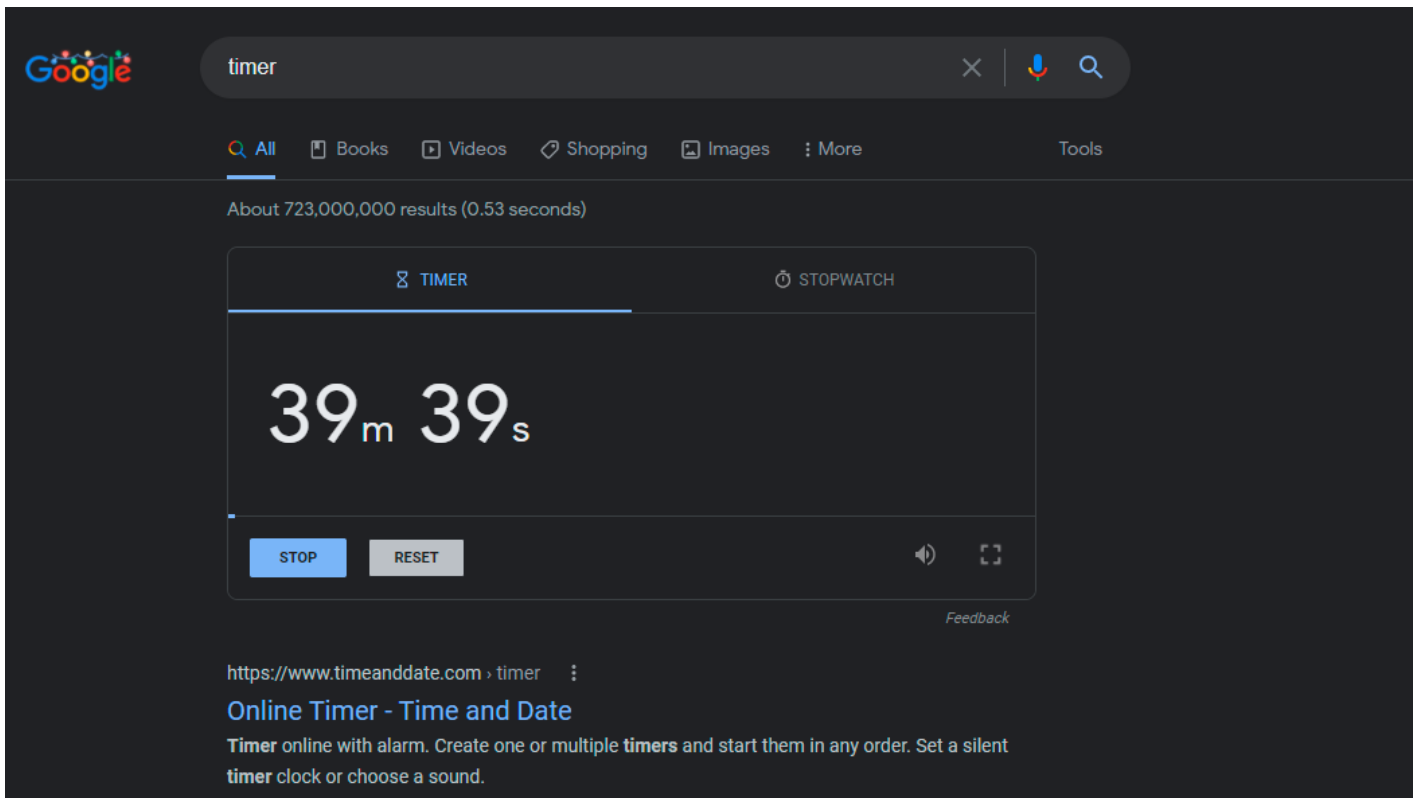 Google
timer
All Books Videos Shopping Images More Tools
About 723,000,000 results (0.53 seconds)
TIMER STOPWATCH
39m 39s
STOP RESET
Feedback
https://www.timeanddate.com › timer
Online Timer - Time and Date
Timer online with alarm. Create one or multiple timers and start them in any order. Set a silent
timer clock or choose a sound.